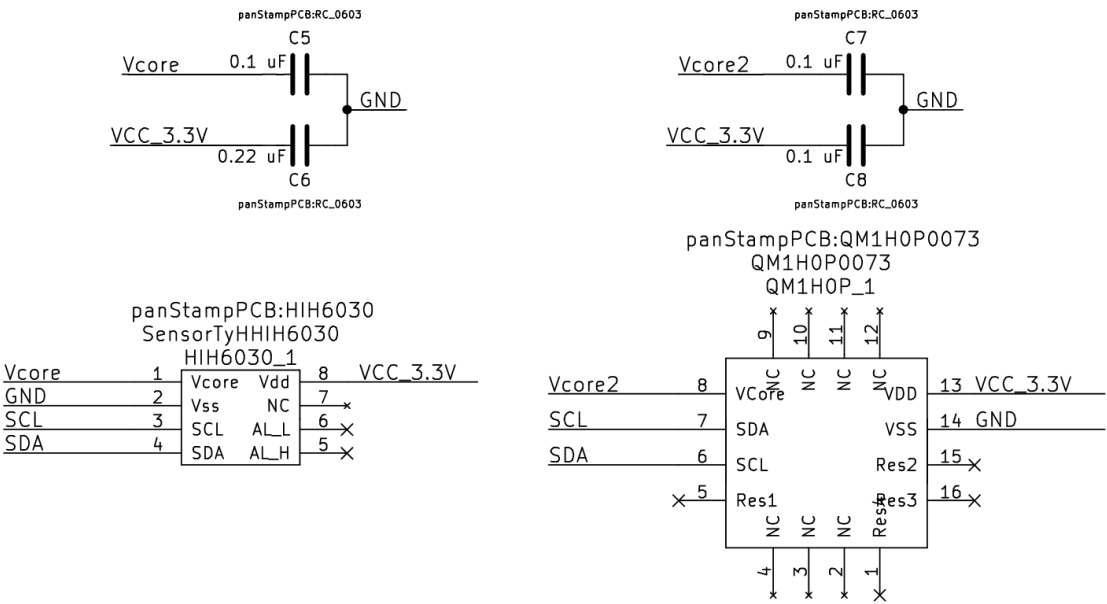 panStampPCB:RC_0603
C5
Vcore 0.1 uF
GND
VCC_3.3V
0.22 uF
C6
panStampPCB:RC_0603
panStampPCB:RC_0603
C7
Vcore2 0.1 uF
GND
VCC_3.3V
0.1 uF
C8
panStampPCB:RC_0603
panStampPCB:HIH6030
SensorTyHHIH6030
HIH6030_1
Vcore 1 Vcore Vdd 8 VCC_3.3V
GND 2 Vss NC 7
SCL 3 SCL AL_L 6
SDA 4 SDA AL_H 5
panStampPCB:QM1H0P0073
QM1H0P0073
QM1H0P_1
9 10 11 12
NC NC NC NC
Vcore2 8 VCore VDD 13 VCC_3.3V
SCL 7 SDA VSS 14 GND
SDA 6 SCL Res2 15
5 Res1 Res3 16
NC NC NC Res4
4 3 2 1